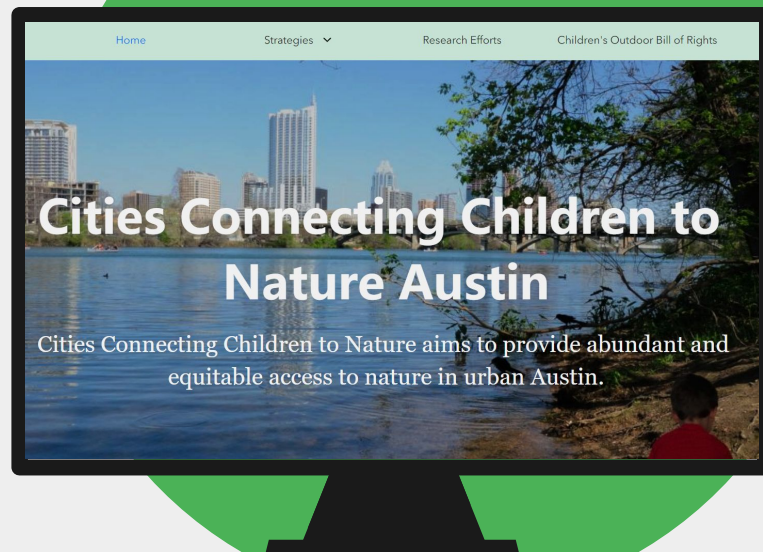 Home Strategies Research Efforts Children's Outdoor Bill of Rights
Cities Connecting Children to
Nature Austin
Cities Connecting Children to Nature aims to provide abundant and
equitable access to nature in urban Austin.